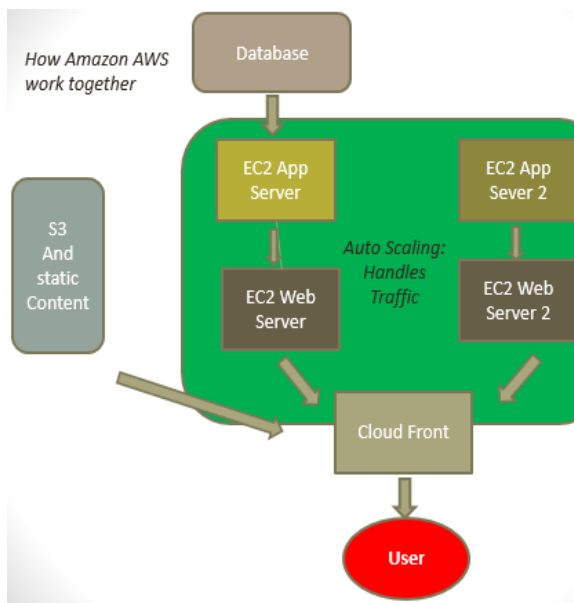 How Amazon AWS
work together
Database
EC2 App
Server
EC2 App
Sever 2
S3
And
static
Content
Auto Scaling:
Handles
Traffic
EC2 Web
Server
EC2 Web
Server 2
Cloud Front
User